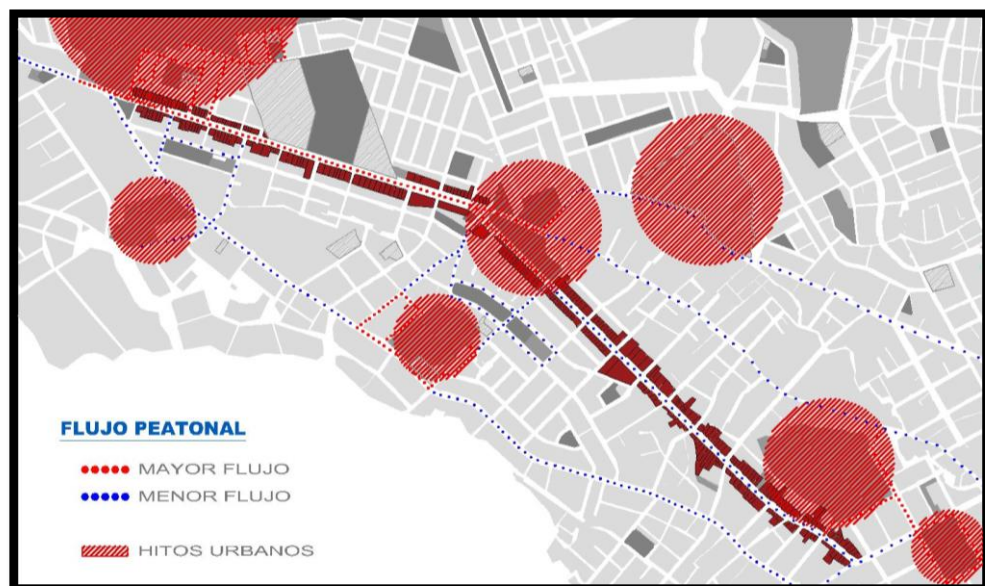 FLUJO PEATONAL
MAYOR FLUJO
MENOR FLUJO
HITOS URBANOS